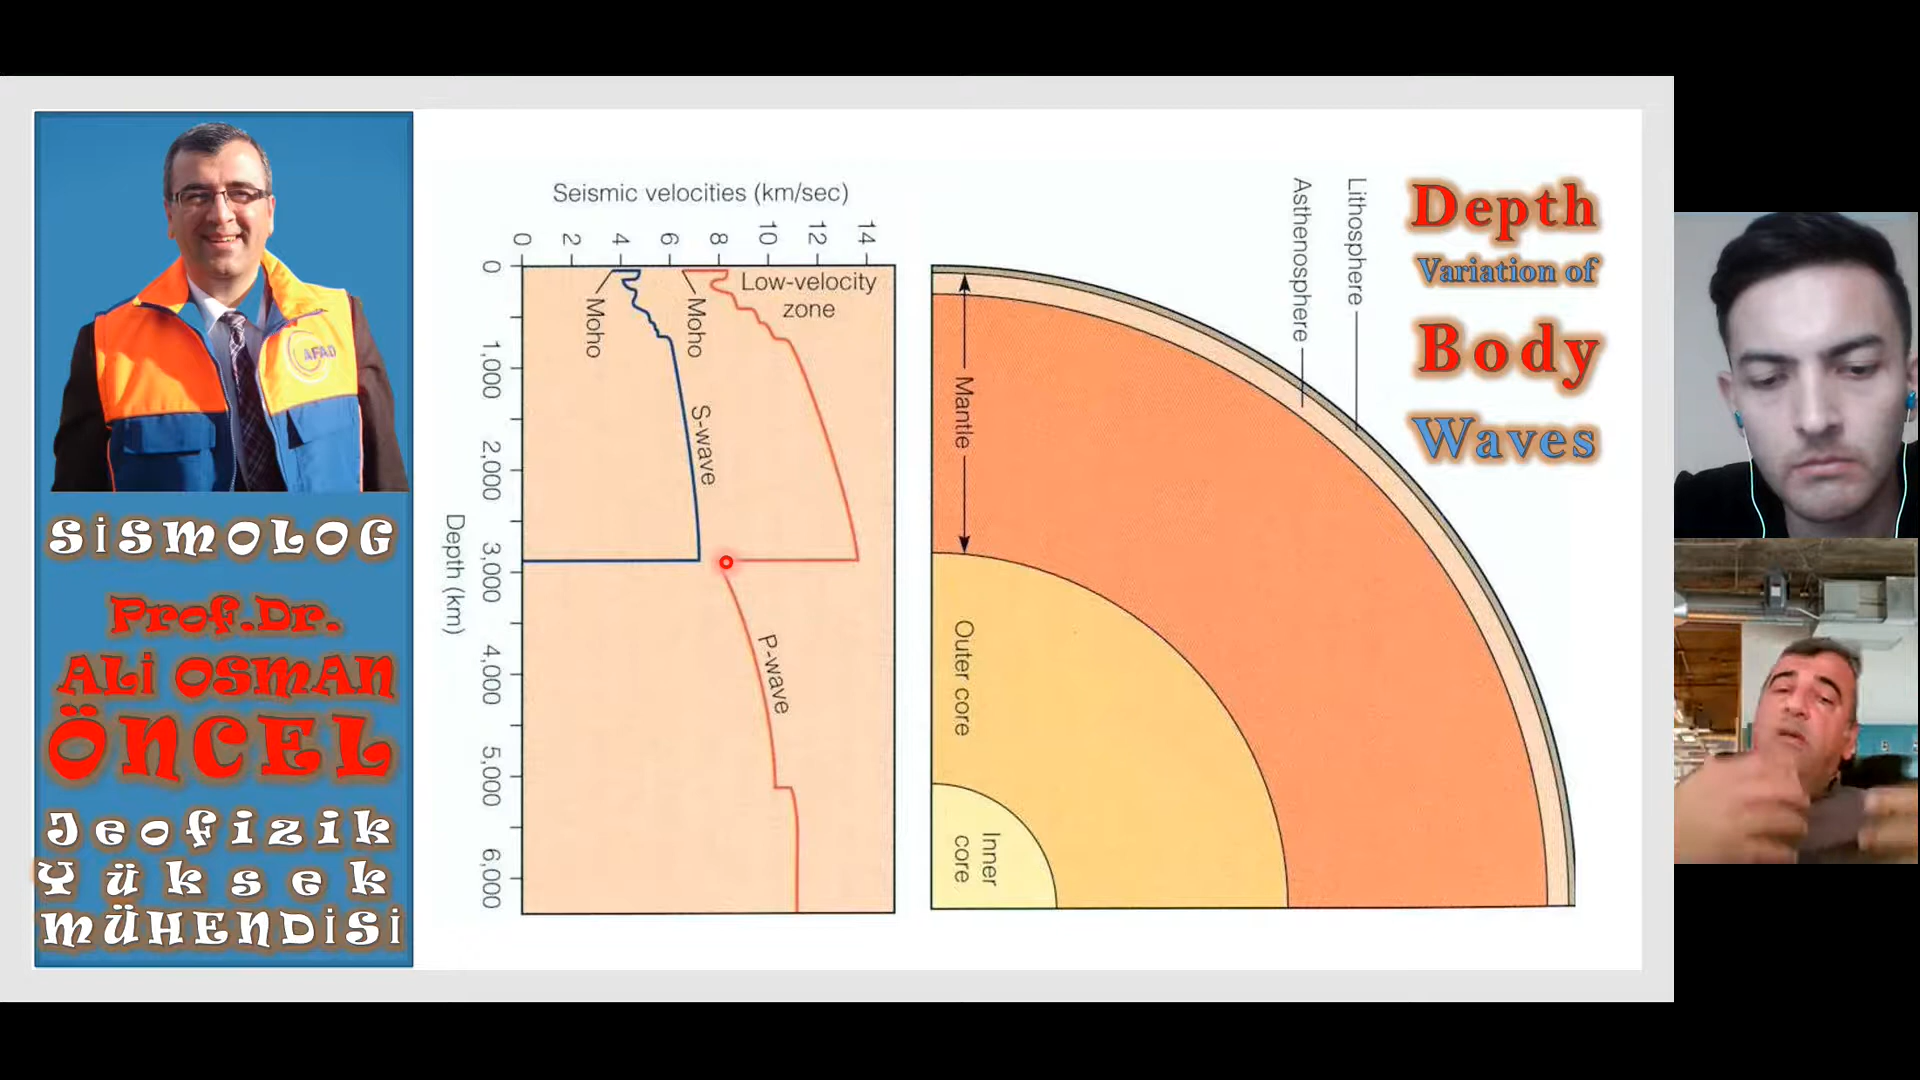 AFAD
SİSMOLOG
Prof.Dr.
ALİ OSMAN
ÖNCEL
Jeofizik
Yüksek
MÜHENDİSİ
Seismic velocities (km/sec)
0 2 4 6 8 10 12 14
Depth (km)
0
1,000
2,000
3,000
4,000
5,000
6,000
Moho
Moho
Low-velocity
zone
S-wave
P-wave
Lithosphere
Asthenosphere
Mantle
Outer core
Inner
core
Depth
Variation of
Body
Waves